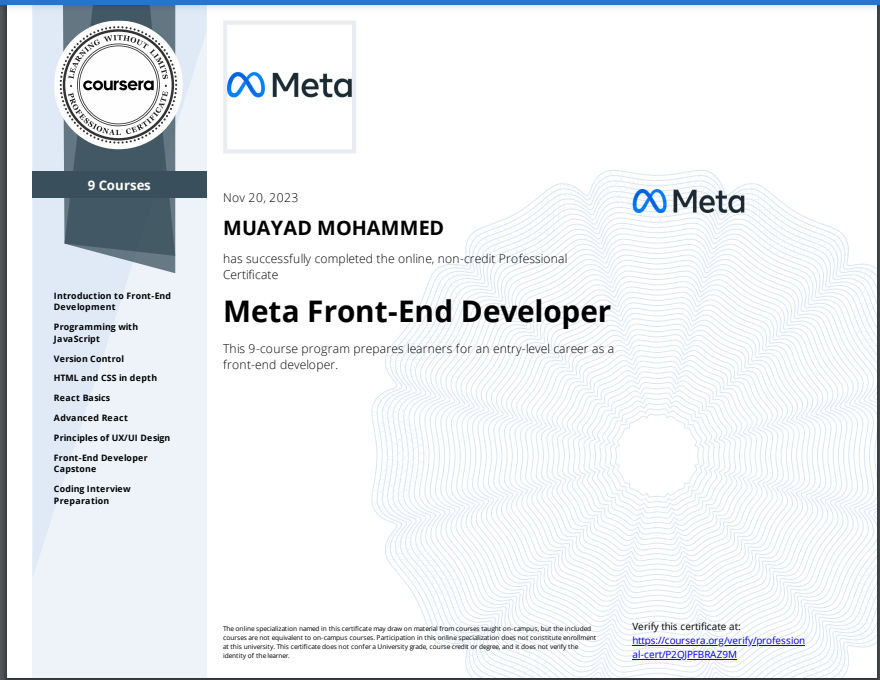 LEARNING WITHOUT LIMITS
coursera
PROFESSIONAL CERTIFICATE
9 Courses
Introduction to Front-End
Development
Programming with
JavaScript
Version Control
HTML and CSS in depth
React Basics
Advanced React
Principles of UX/UI Design
Front-End Developer
Capstone
Coding Interview
Preparation
Meta
Nov 20, 2023
MUAYAD MOHAMMED
has successfully completed the online, non-credit Professional
Certificate
Meta Front-End Developer
This 9-course program prepares learners for an entry-level career as a
front-end developer.
Meta
The online specialization named in this certificate may draw on material from courses taught on-campus, but the included
courses are not equivalent to on-campus courses. Participation in this online specialization does not constitute enrollment
at this university. This certificate does not confer a University grade, course credit or degree, and it does not verify the
identity of the learner.
Verify this certificate at:
https://coursera.org/verify/profession
al-cert/P2QJPFBRAZ9M